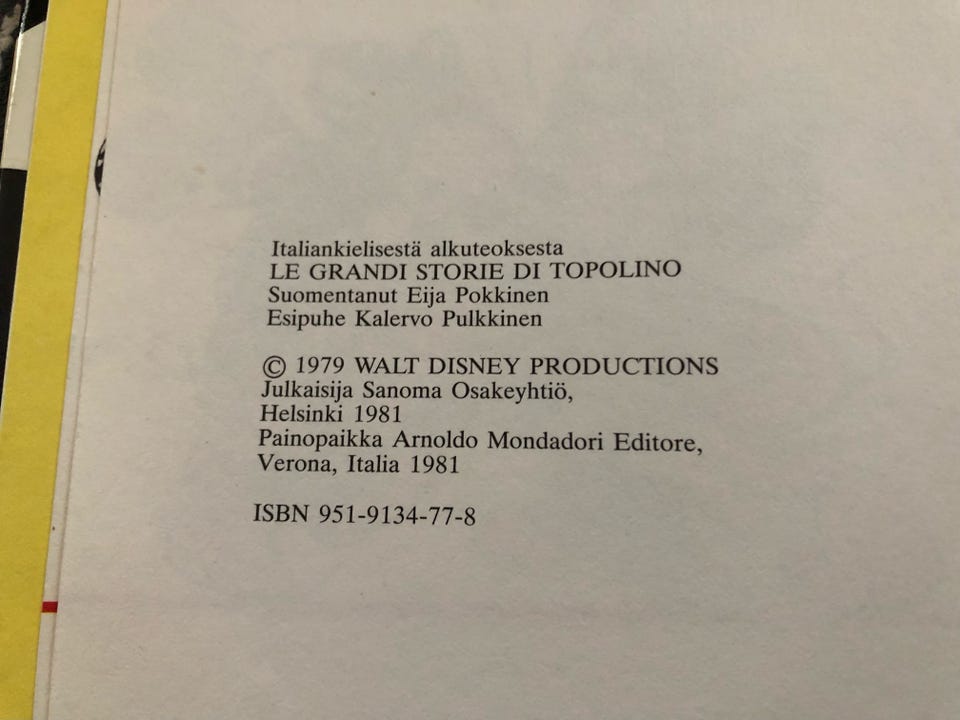 Italiankielisestä alkuteoksesta
LE GRANDI STORIE DI TOPOLINO
Suomentanut Eija Pokkinen
Esipuhe Kalervo Pulkkinen
© 1979 WALT DISNEY PRODUCTIONS
Julkaisija Sanoma Osakeyhtiö,
Helsinki 1981
Painopaikka Arnoldo Mondadori Editore,
Verona, Italia 1981
ISBN 951-9134-77-8